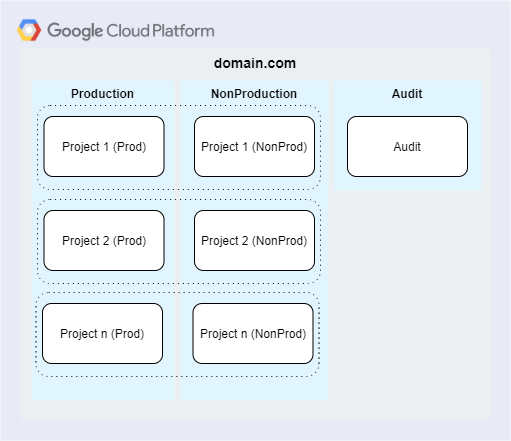 Google Cloud Platform
domain.com
Production
NonProduction
Audit
Project 1 (Prod)
Project 1 (NonProd)
Audit
Project 2 (Prod)
Project 2 (NonProd)
Project n (Prod)
Project n (NonProd)